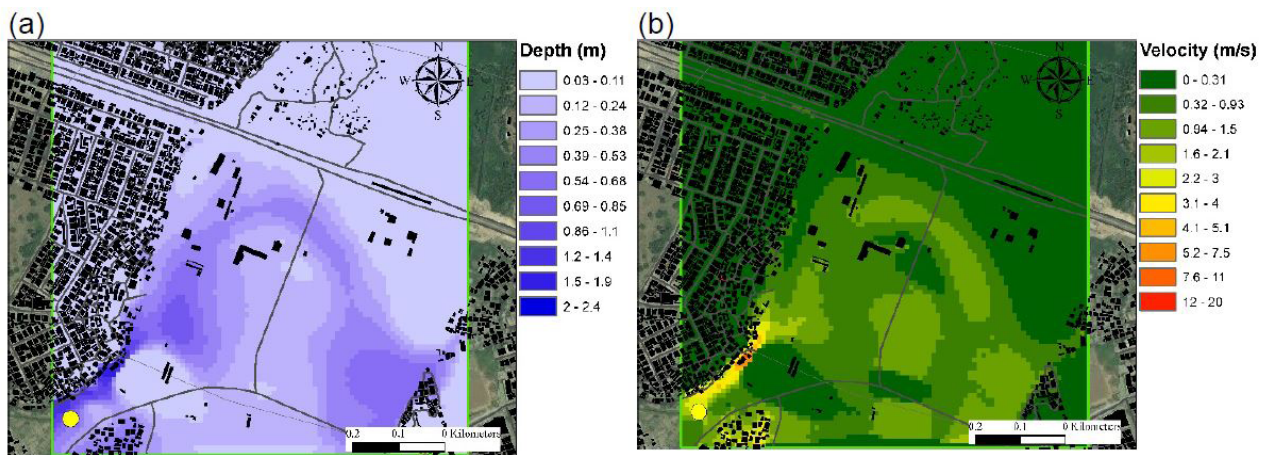 (a)
(b)
N
W E
S
Depth (m)
0.03 - 0.11
0.12 - 0.24
0.25 - 0.38
0.39 - 0.53
0.54 - 0.68
0.69 - 0.85
0.86 - 1.1
1.2 - 1.4
1.5 - 1.9
2 - 2.4
0.2 0.1 0 Kilometers
N
W E
S
Velocity (m/s)
0 - 0.31
0.32 - 0.93
0.94 - 1.5
1.6 - 2.1
2.2 - 3
3.1 - 4
4.1 - 5.1
5.2 - 7.5
7.6 - 11
12 - 20
0.2 0.1 0 Kilometers